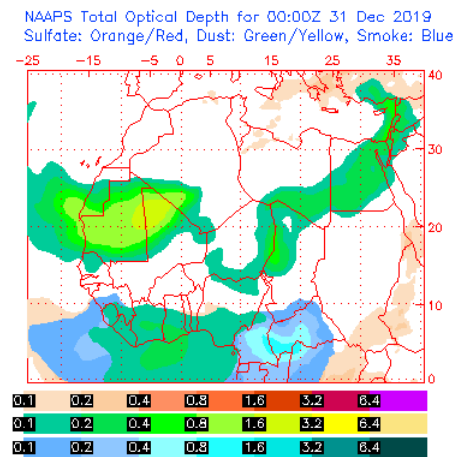 NAAPS Total Optical Depth for 00:00Z 31 Dec 2019
Sulfate: Orange/Red, Dust: Green/Yellow, Smoke: Blue
-25 -15 -5 0 5 15 25 35
40
30
20
10
0
0.1 0.2 0.4 0.8 1.6 3.2 6.4
0.1 0.2 0.4 0.8 1.6 3.2 6.4
0.1 0.2 0.4 0.8 1.6 3.2 6.4